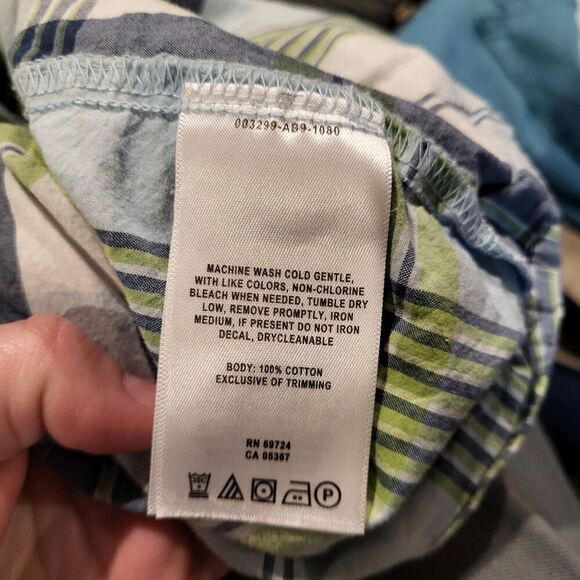 003299-AB9-1080
MACHINE WASH COLD GENTLE,
WITH LIKE COLORS, NON-CHLORINE
BLEACH WHEN NEEDED, TUMBLE DRY
LOW, REMOVE PROMPTLY, IRON
MEDIUM, IF PRESENT DO NOT IRON
DECAL, DRYCLEANABLE
BODY: 100% COTTON
EXCLUSIVE OF TRIMMING
RN 69724
CA 05367
P